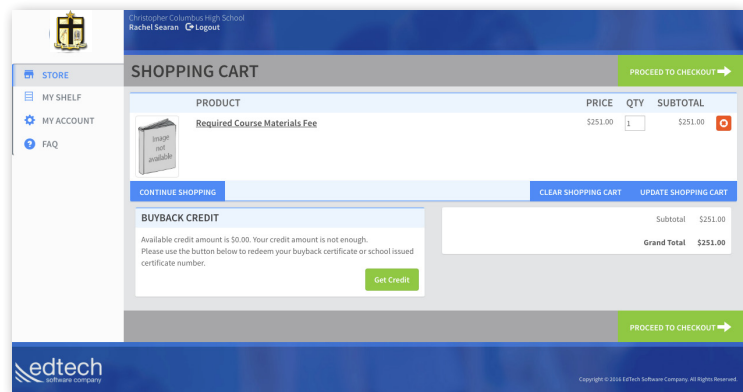 Christopher Columbus High School
Rachel Searan Logout
STORE
MY SHELF
MY ACCOUNT
FAQ
SHOPPING CART
PROCEED TO CHECKOUT
PRODUCT PRICE QTY SUBTOTAL
Image
not
available
Required Course Materials Fee $251.00 1 $251.00
CONTINUE SHOPPING CLEAR SHOPPING CART UPDATE SHOPPING CART
BUYBACK CREDIT
Available credit amount is $0.00. Your credit amount is not enough.
Please use the button below to redeem your buyback certificate or school issued
certificate number.
Get Credit
Subtotal $251.00
Grand Total $251.00
PROCEED TO CHECKOUT
edtech
software company
Copyright © 2016 EdTech Software Company. All Rights Reserved.